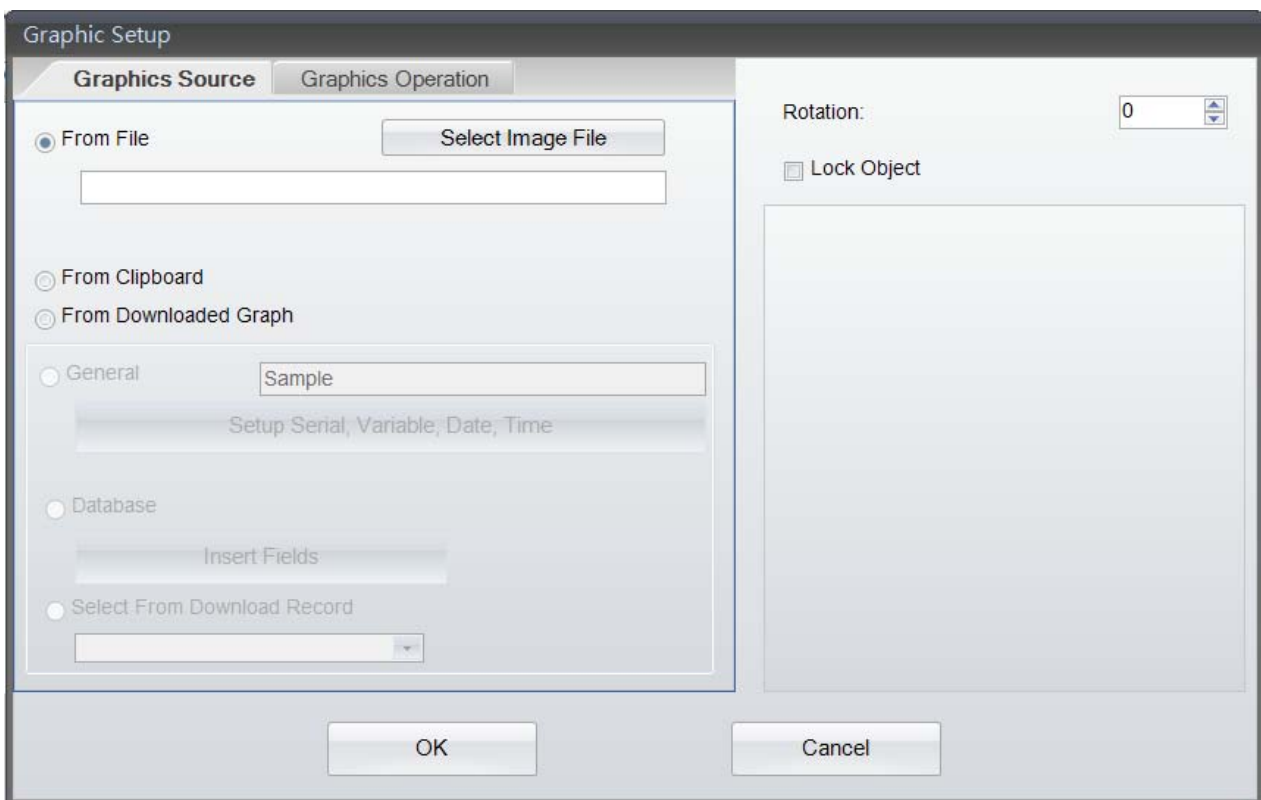 Graphic Setup
Graphics Source Graphics Operation
From File Select Image File
From Clipboard
From Downloaded Graph
General Sample
Setup Serial, Variable, Date, Time
Database
Insert Fields
Select From Download Record
Rotation: 0
Lock Object
OK Cancel